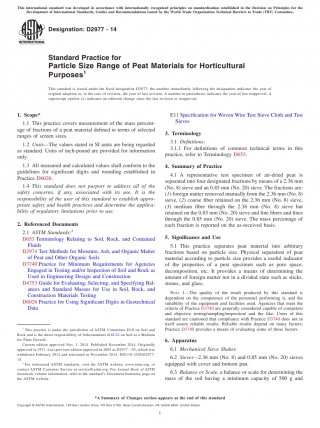 This international standard was developed in accordance with internationally recognized principles on standardization established in the Decision on Principles for the
Development of International Standards, Guides and Recommendations issued by the World Trade Organization Technical Barriers to Trade (TBT) Committee.
Designation: D2977 − 14
Standard Practice for
Particle Size Range of Peat Materials for Horticultural
Purposes1
This standard is issued under the fixed designation D2977; the number immediately following the designation indicates the year of
original adoption or, in the case of revision, the year of last revision. A number in parentheses indicates the year of last reapproval. A
superscript epsilon (ε) indicates an editorial change since the last revision or reapproval.
1. Scope*
1.1 This practice covers measurement of the mass percent-
age of fractions of a peat material defined in terms of selected
ranges of screen sizes.
1.2 Units—The values stated in SI units are being regarded
as standard. Units of inch-pound are provided for information
only.
1.3 All measured and calculated values shall conform to the
guidelines for significant digits and rounding established in
Practice D6026.
1.4 This standard does not purport to address all of the
safety concerns, if any, associated with its use. It is the
responsibility of the user of this standard to establish appro-
priate safety and health practices and determine the applica-
bility of regulatory limitations prior to use.
2. Referenced Documents
2.1 ASTM Standards:2
D653 Terminology Relating to Soil, Rock, and Contained
Fluids
D2974 Test Methods for Moisture, Ash, and Organic Matter
of Peat and Other Organic Soils
D3740 Practice for Minimum Requirements for Agencies
Engaged in Testing and/or Inspection of Soil and Rock as
Used in Engineering Design and Construction
D4753 Guide for Evaluating, Selecting, and Specifying Bal-
ances and Standard Masses for Use in Soil, Rock, and
Construction Materials Testing
D6026 Practice for Using Significant Digits in Geotechnical
Data
1 This practice is under the jurisdiction of ASTM Committee D18 on Soil and
Rock and is the direct responsibility of Subcommittee D18.22 on Soil as a Medium
for Plant Growth.
Current edition approved Nov. 1, 2014. Published November 2014. Originally
approved in 1971. Last previous edition approved in 2003 as D2977 – 03, which was
withdrawn February 2012 and reinstated in November 2014. DOI: 10.1520/D2977-
14.
2 For referenced ASTM standards, visit the ASTM website, www.astm.org, or
contact ASTM Customer Service at service@astm.org. For Annual Book of ASTM
Standards volume information, refer to the standard's Document Summary page on
the ASTM website.
E11 Specification for Woven Wire Test Sieve Cloth and Test
Sieves
3. Terminology
3.1 Definitions:
3.1.1 For definitions of common technical terms in this
practice, refer to Terminology D653.
4. Summary of Practice
4.1 A representative test specimen of air-dried peat is
separated into four designated fractions by means of a 2.36 mm
(No. 8) sieve and an 0.85 mm (No. 20) sieve. The fractions are:
(1) foreign matter removed manually from the 2.36 mm (No. 8)
sieve, (2) coarse fiber retained on the 2.36 mm (No. 8) sieve,
(3) medium fiber through the 2.36 mm (No. 8) sieve but
retained on the 0.85 mm (No. 20) sieve and fine fibers and fines
through the 0.85 mm (No. 20) sieve. The mass percentage of
each fraction is reported on the as-received basis.
5. Significance and Use
5.1 This practice separates peat material into arbitrary
fractions based on particle size. Physical separation of peat
material according to particle size provides a useful indication
of the properties of a peat specimen such as pore space,
decomposition, etc. It provides a means of determining the
amount of foreign matter not in a divided state such as sticks,
stones, and glass.
NOTE 1—The quality of the result produced by this standard is
dependent on the competence of the personnel performing it, and the
suitability of the equipment and facilities used. Agencies that meet the
criteria of Practice D3740 are generally considered capable of competent
and objective testing/sampling/inspection and the like. Users of this
standard are cautioned that compliance with Practice D3740 does not in
itself assure reliable results. Reliable results depend on many factors;
Practice D3740 provides a means of evaluating some of those factors.
6. Apparatus
6.1 Mechanical Sieve Shaker.
6.2 Sieves—2.36 mm (No. 8) and 0.85 mm (No. 20) sieves
equipped with cover and bottom pan.
6.3 Balance or Scale, a balance or scale for determining the
mass of the soil having a minimum capacity of 500 g and
*A Summary of Changes section appears at the end of this standard
1